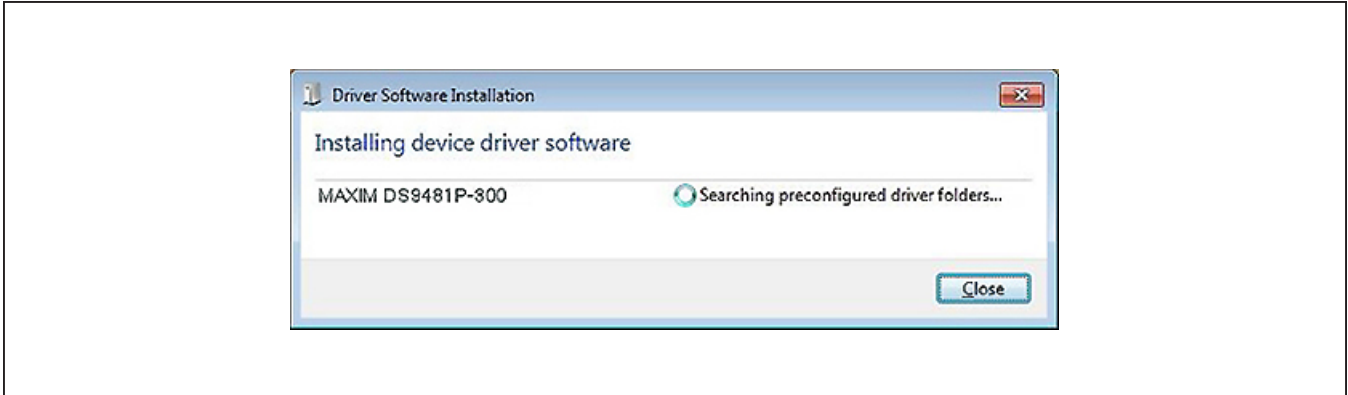 Driver Software Installation
Installing device driver software
MAXIM DS9481P-300 Searching preconfigured driver folders...
Close